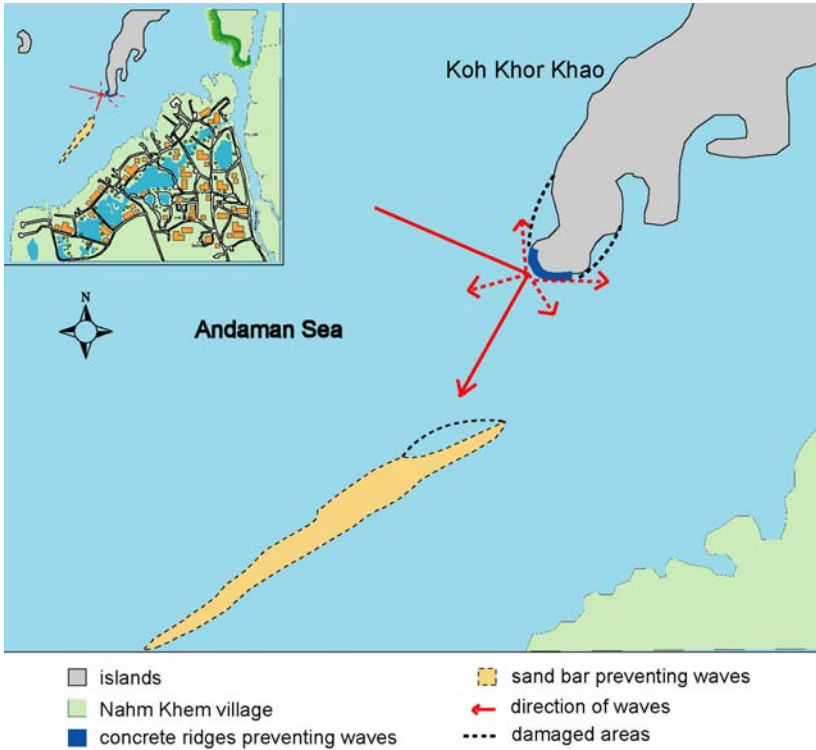 Koh Khor Khao
N
Andaman Sea
islands
Nahm Khem village
concrete ridges preventing waves
sand bar preventing waves
direction of waves
damaged areas